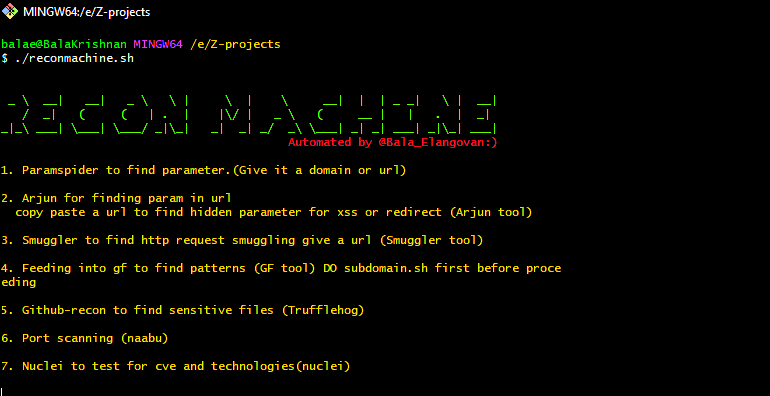 MINGW64:/e/Z-projects
balae@BalaKrishnan MINGW64 /e/Z-projects
$ ./reconmachine.sh
RECON MACHINE
Automated by @Bala_Elangovan:)
1. Paramspider to find parameter.(Give it a domain or url)
2. Arjun for finding param in url
copy paste a url to find hidden parameter for xss or redirect (Arjun tool)
3. Smuggler to find http request smuggling give a url (Smuggler tool)
4. Feeding into gf to find patterns (GF tool) DO subdomain.sh first before proce
eding
5. Github-recon to find sensitive files (Trufflehog)
6. Port scanning (naabu)
7. Nuclei to test for cve and technologies(nuclei)